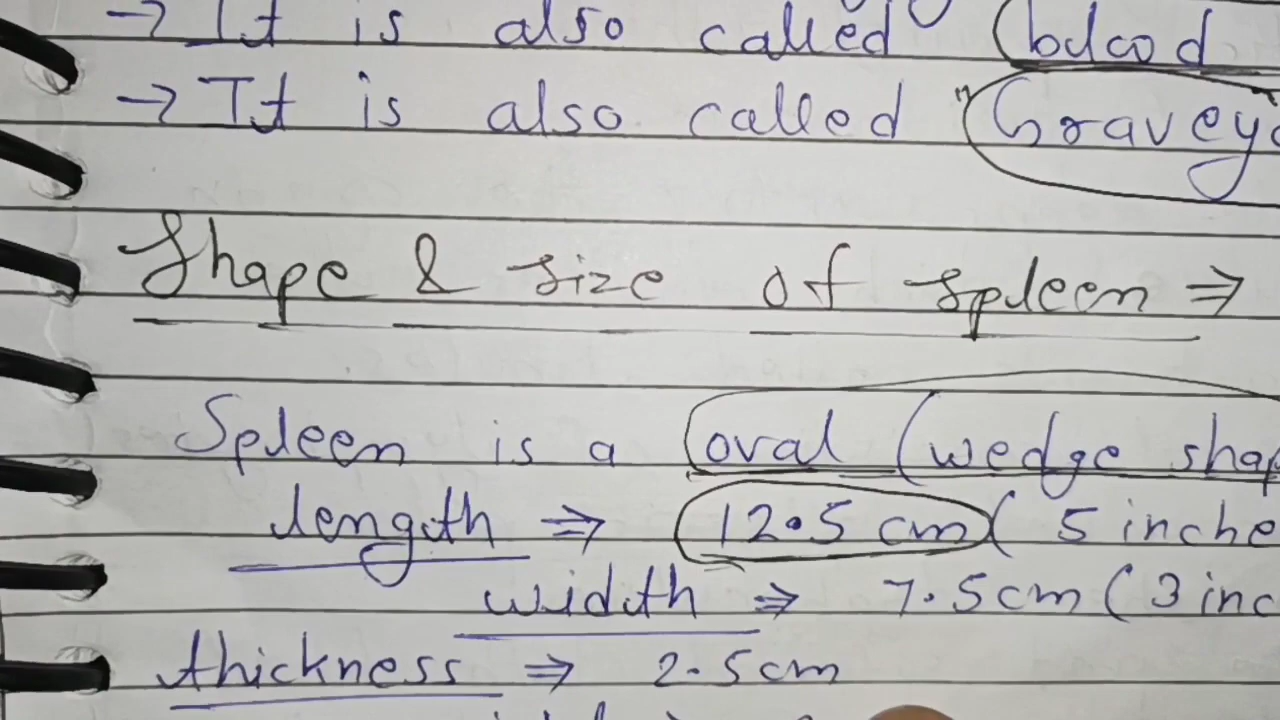 → It is also called (blood
→ It is also called "Gravey
Shape & size of spleen ⇒
Spleen is a oval (wedge shap
length ⇒ 12.5 cm ( 5 inche
width ⇒ 7.5cm ( 3 inc
thickness ⇒ 2.5cm